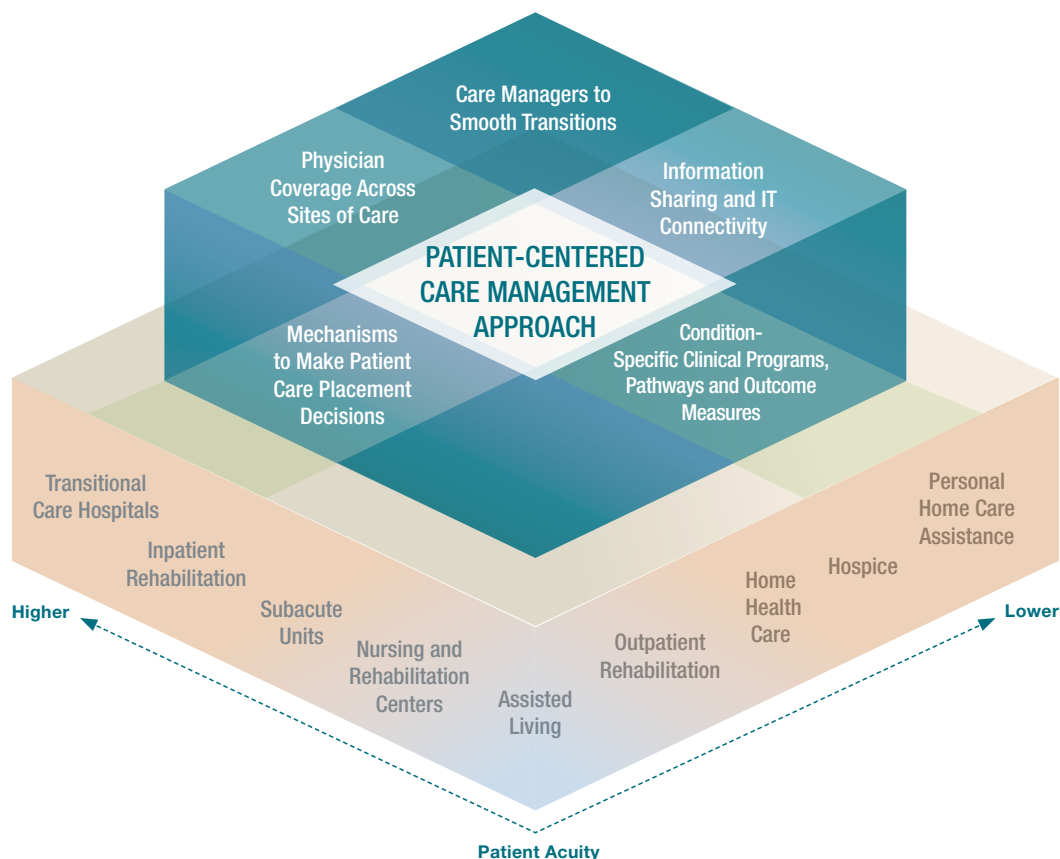 Care Managers to
Smooth Transitions
Physician
Coverage Across
Sites of Care
Information
Sharing and IT
Connectivity
PATIENT-CENTERED
CARE MANAGEMENT
APPROACH
Mechanisms
to Make Patient
Care Placement
Decisions
Condition-
Specific Clinical Programs,
Pathways and Outcome
Measures
Transitional
Care Hospitals
Inpatient
Rehabilitation
Subacute
Units
Nursing and
Rehabilitation
Centers
Assisted
Living
Outpatient
Rehabilitation
Home
Health
Care
Hospice
Personal
Home Care
Assistance
Higher
Lower
Patient Acuity